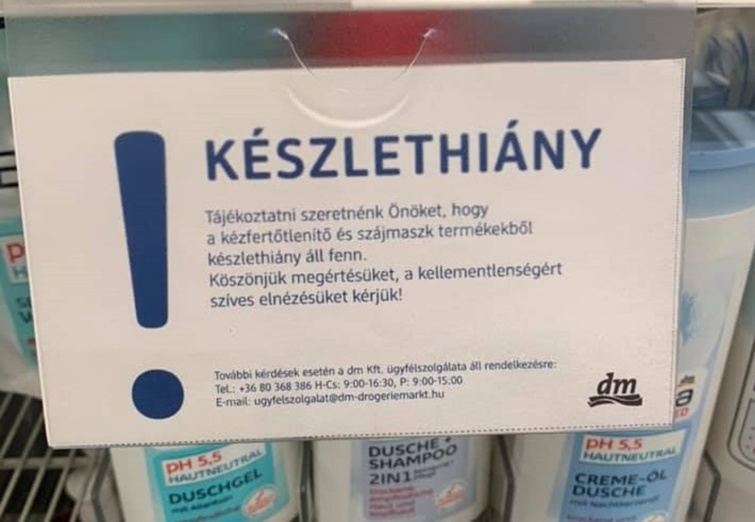 KÉSZLETHIÁNY
Tájékoztatni szeretnénk Önöket, hogy
a kézfertőtlenítő és szájmaszk termékekből
készlethiány áll fenn.
Köszönjük megértésüket, a kellementlenségért
szíves elnézésüket kérjük!
További kérdések esetén a dm Kft. ügyfélszolgálata áll rendelkezésre:
Tel.: +36 80 368 386 H-Cs: 9:00-16:30, P: 9:00-15:00
E-mail: ugyfelszolgalat@dm-drogeriemarkt.hu
dm
pH 5,5
HAUTNEUTRAL
DUSCHGEL
DUSCHE +
SHAMPOO
2IN1
pH 5,5
HAUTNEUTRAL
CREME-ÖL
DUSCHE